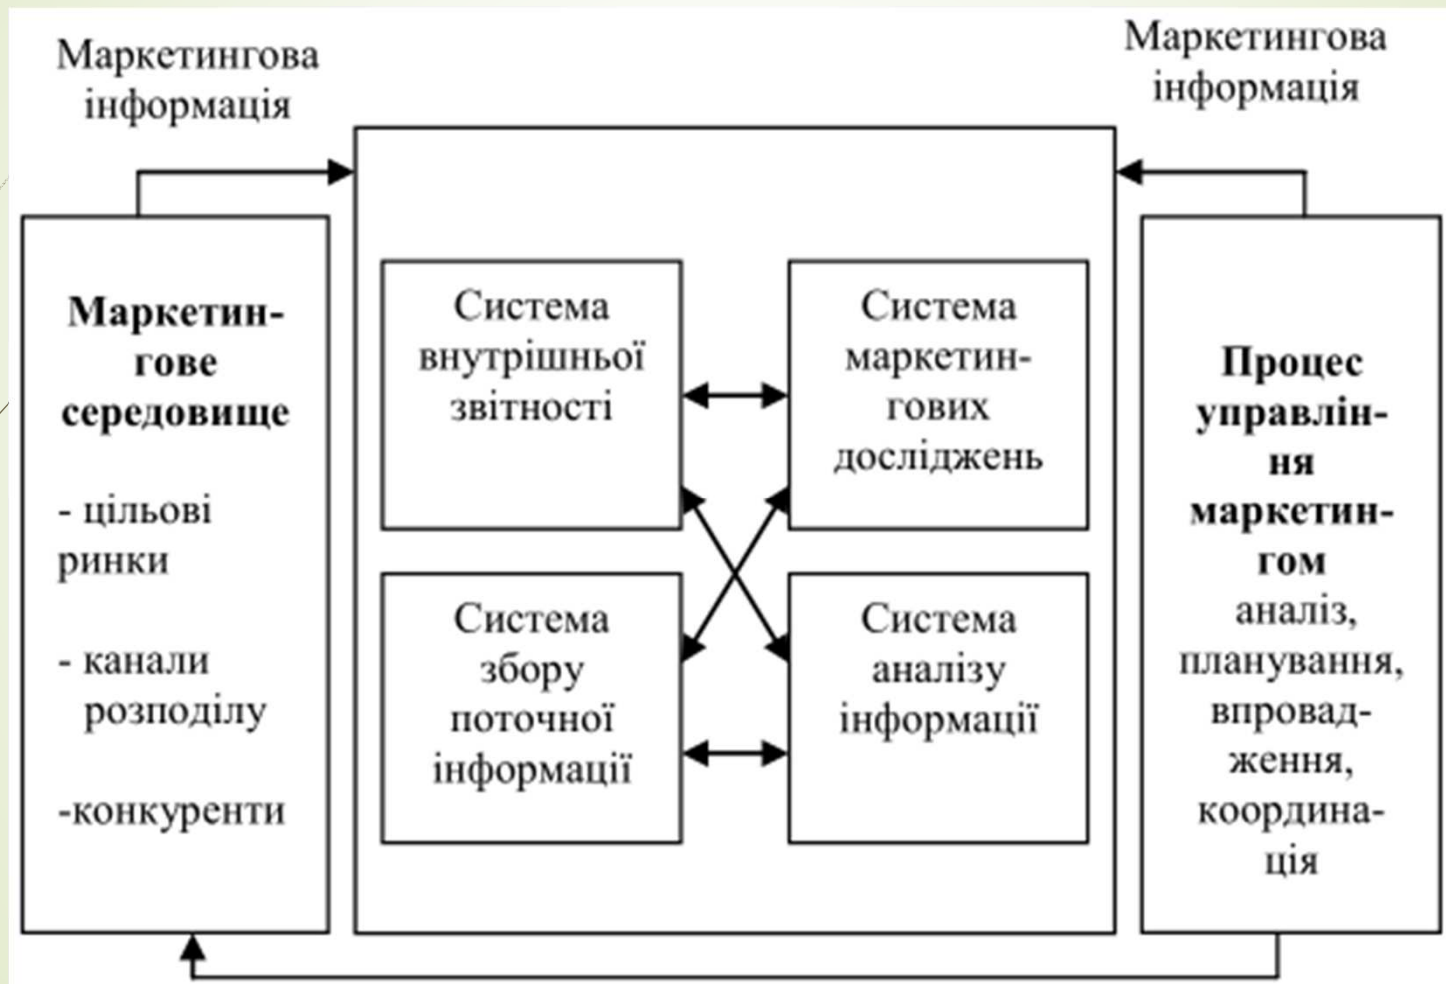 Маркетингова
інформація
Маркетингова
інформація
Маркетин-
гове
середовище
- цільові
ринки
- канали
розподілу
-конкуренти
Система
внутрішньої
звітності
Система
маркетин-
гових
досліджень
Система
збору
поточної
інформації
Система
аналізу
інформації
Процес
управлін-
ня
маркетин-
гом
аналіз,
планування,
впровад-
ження,
координа-
ція